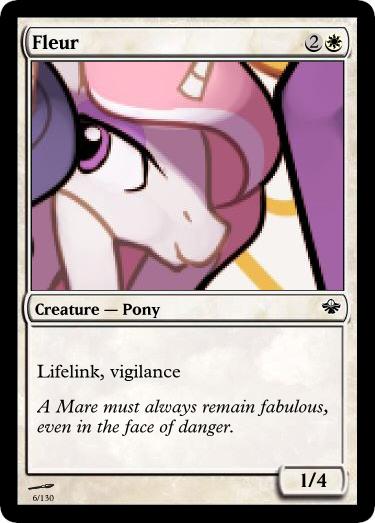 Fleur 2
Creature — Pony
Lifelink, vigilance
A Mare must always remain fabulous,
even in the face of danger.
1/4
6/130